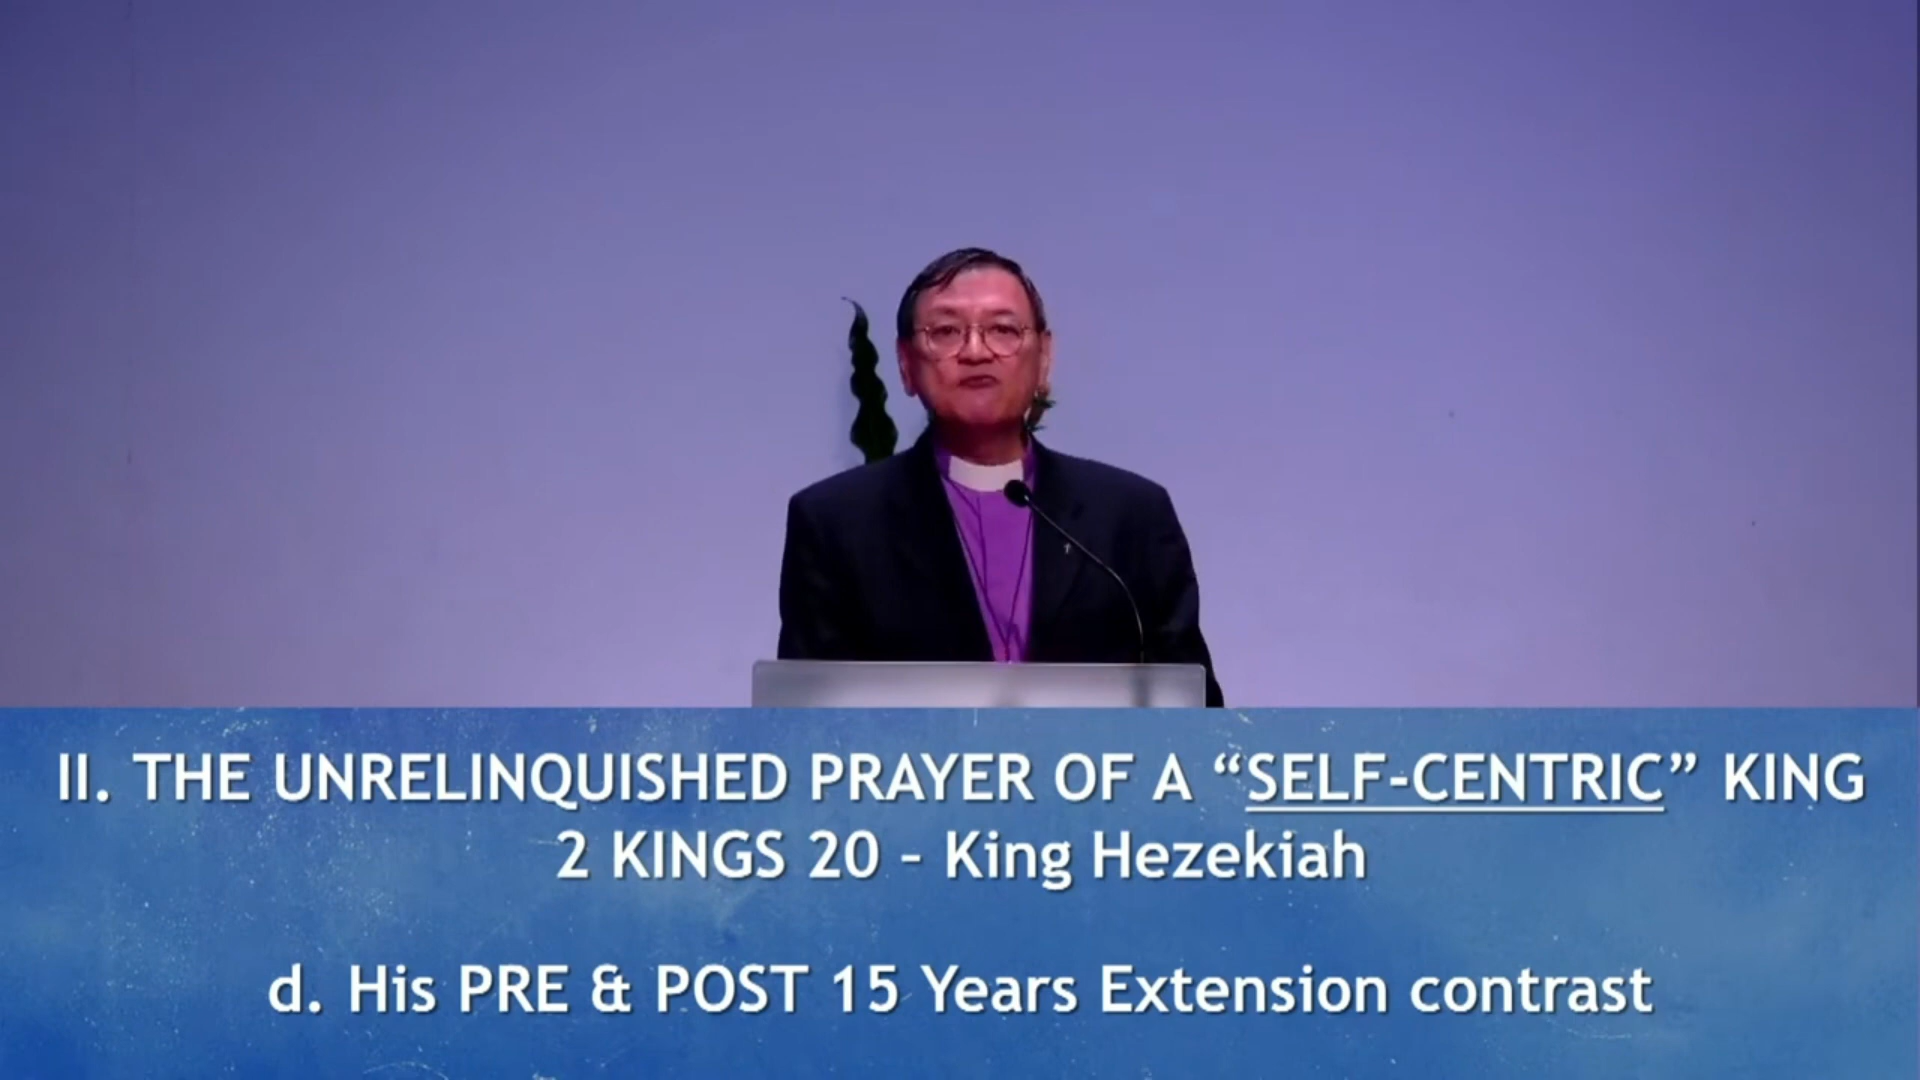 II. THE UNRELINQUISHED PRAYER OF A “SELF-CENTRIC” KING
2 KINGS 20 – King Hezekiah
d. His PRE & POST 15 Years Extension contrast